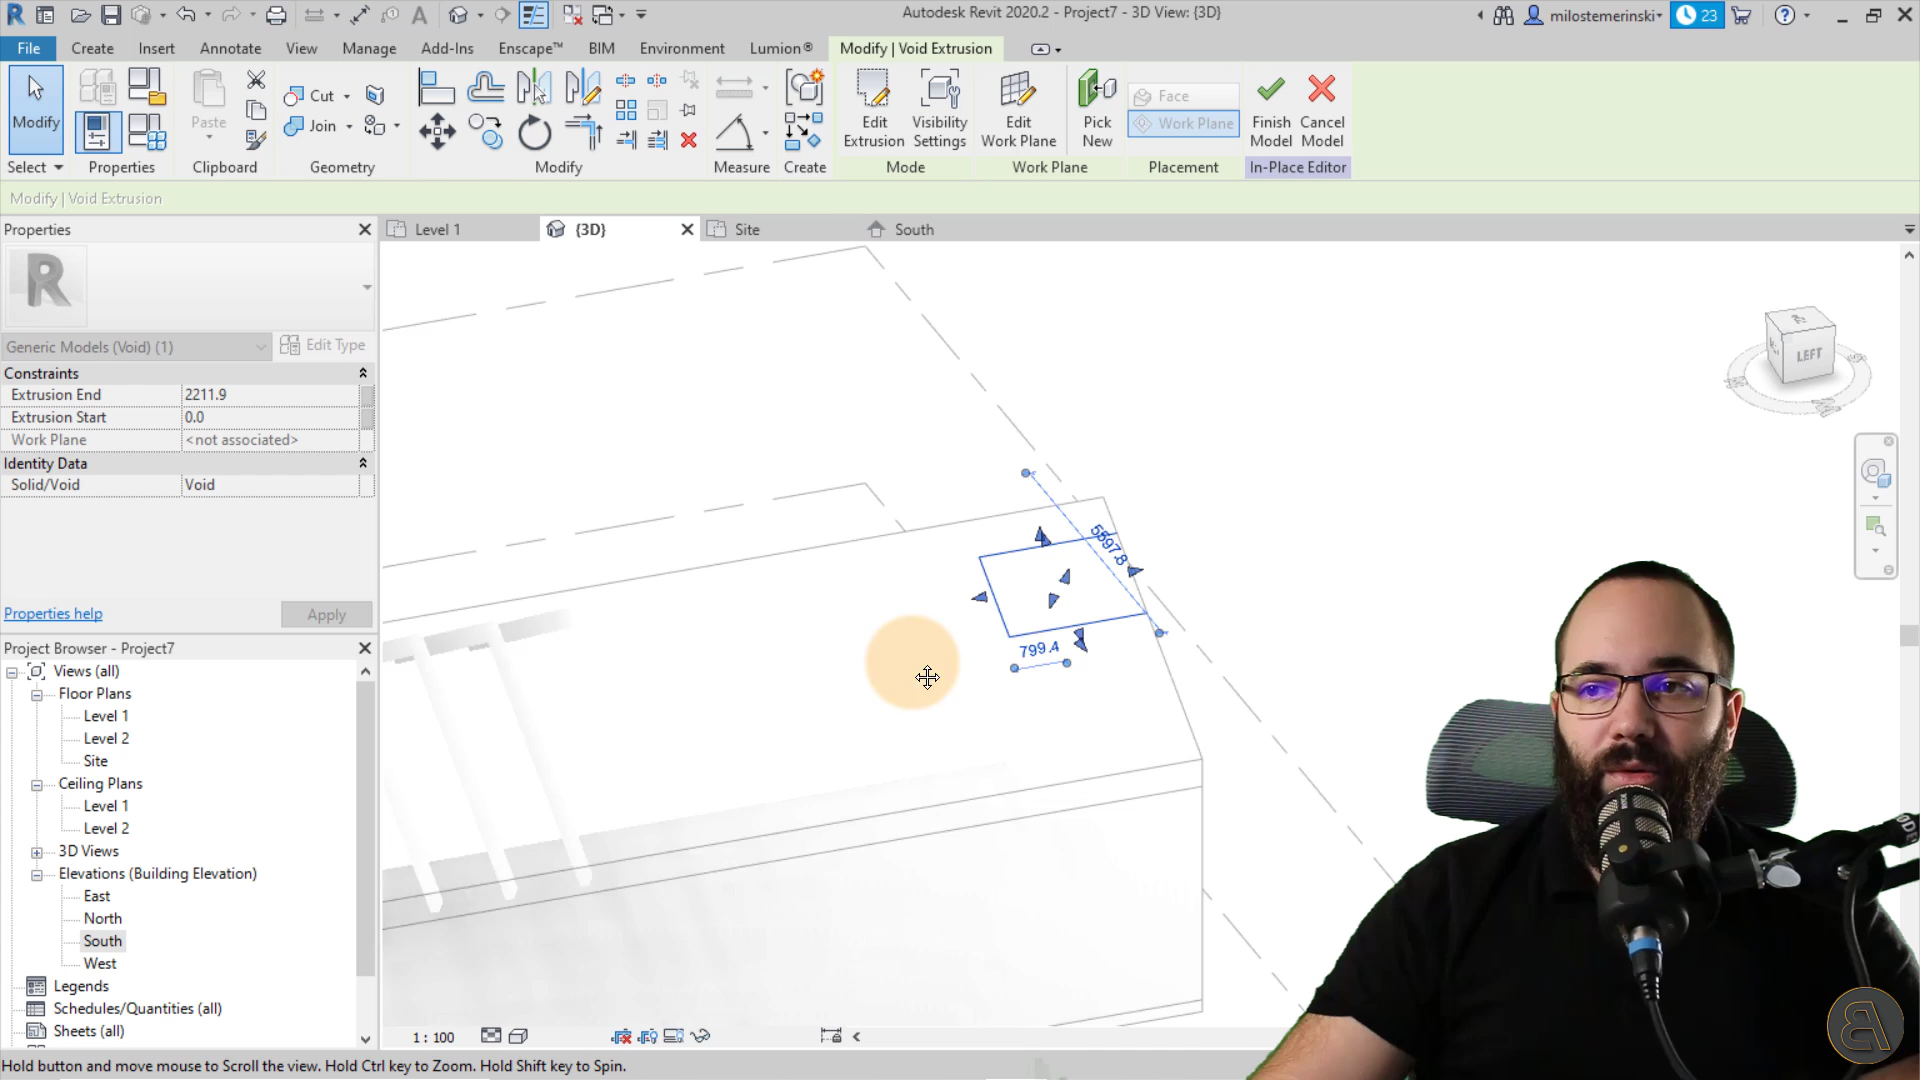 Autodesk Revit 2020.2 - Project7 - 3D View: {3D}
milostemerinski
23
File Create Insert Annotate View Manage Add-Ins Enscape™ BIM Environment Lumion® Modify | Void Extrusion
Modify
Paste
Cut
Join
Edit Extrusion
Visibility Settings
Edit Work Plane
Pick New
Face
Work Plane
Finish Model
Cancel Model
Select Properties Clipboard Geometry Modify Measure Create Mode Work Plane Placement In-Place Editor
Modify | Void Extrusion
Properties
Level 1
{3D}
Site
South
R
Generic Models (Void) (1)
Edit Type
Constraints
Extrusion End 2211.9
Extrusion Start 0.0
Work Plane <not associated>
Identity Data
Solid/Void Void
Properties help
Apply
Project Browser - Project7
Views (all)
Floor Plans
Level 1
Level 2
Site
Ceiling Plans
Level 1
Level 2
3D Views
Elevations (Building Elevation)
East
North
South
West
Legends
Schedules/Quantities (all)
Sheets (all)
LEFT
799.4
1 : 100
Hold button and move mouse to Scroll the view. Hold Ctrl key to Zoom. Hold Shift key to Spin.